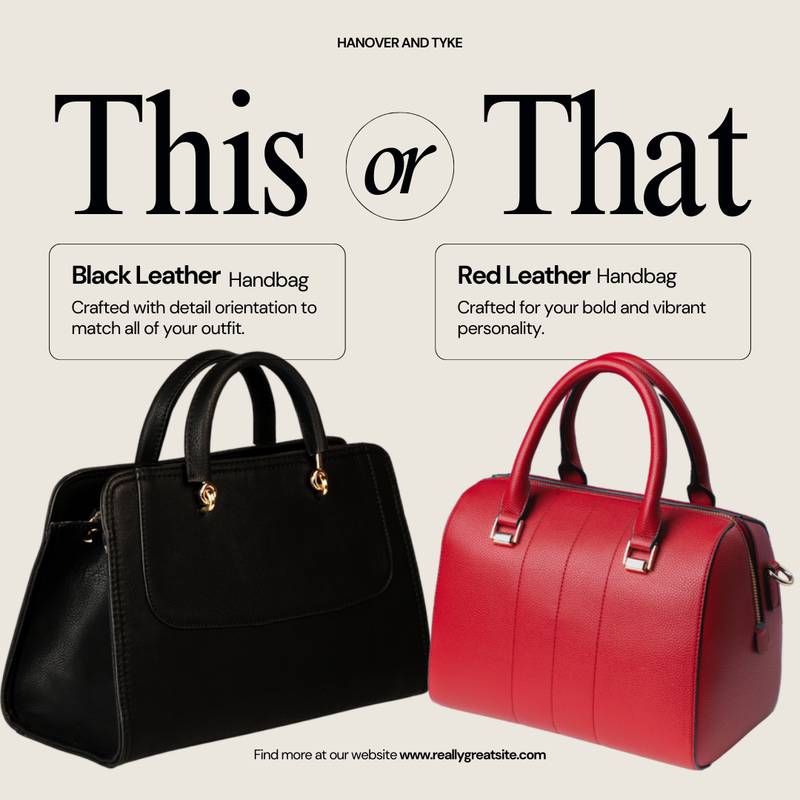 HANOVER AND TYKE
This or That
Black Leather Handbag
Crafted with detail orientation to
match all of your outfit.
Red Leather Handbag
Crafted for your bold and vibrant
personality.
Find more at our website www.reallygreatsite.com